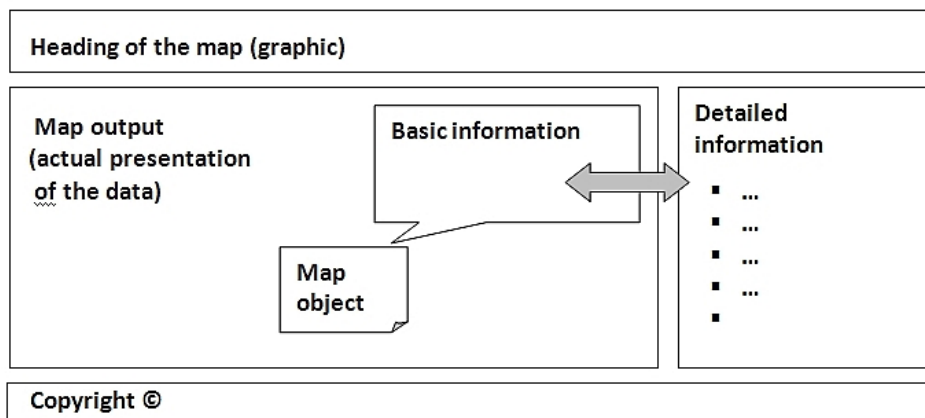 Heading of the map (graphic)
Map output
(actual presentation
of the data)
Basic information
Map
object
Detailed
information
▪ ...
▪ ...
▪ ...
▪ ...
▪
Copyright ©